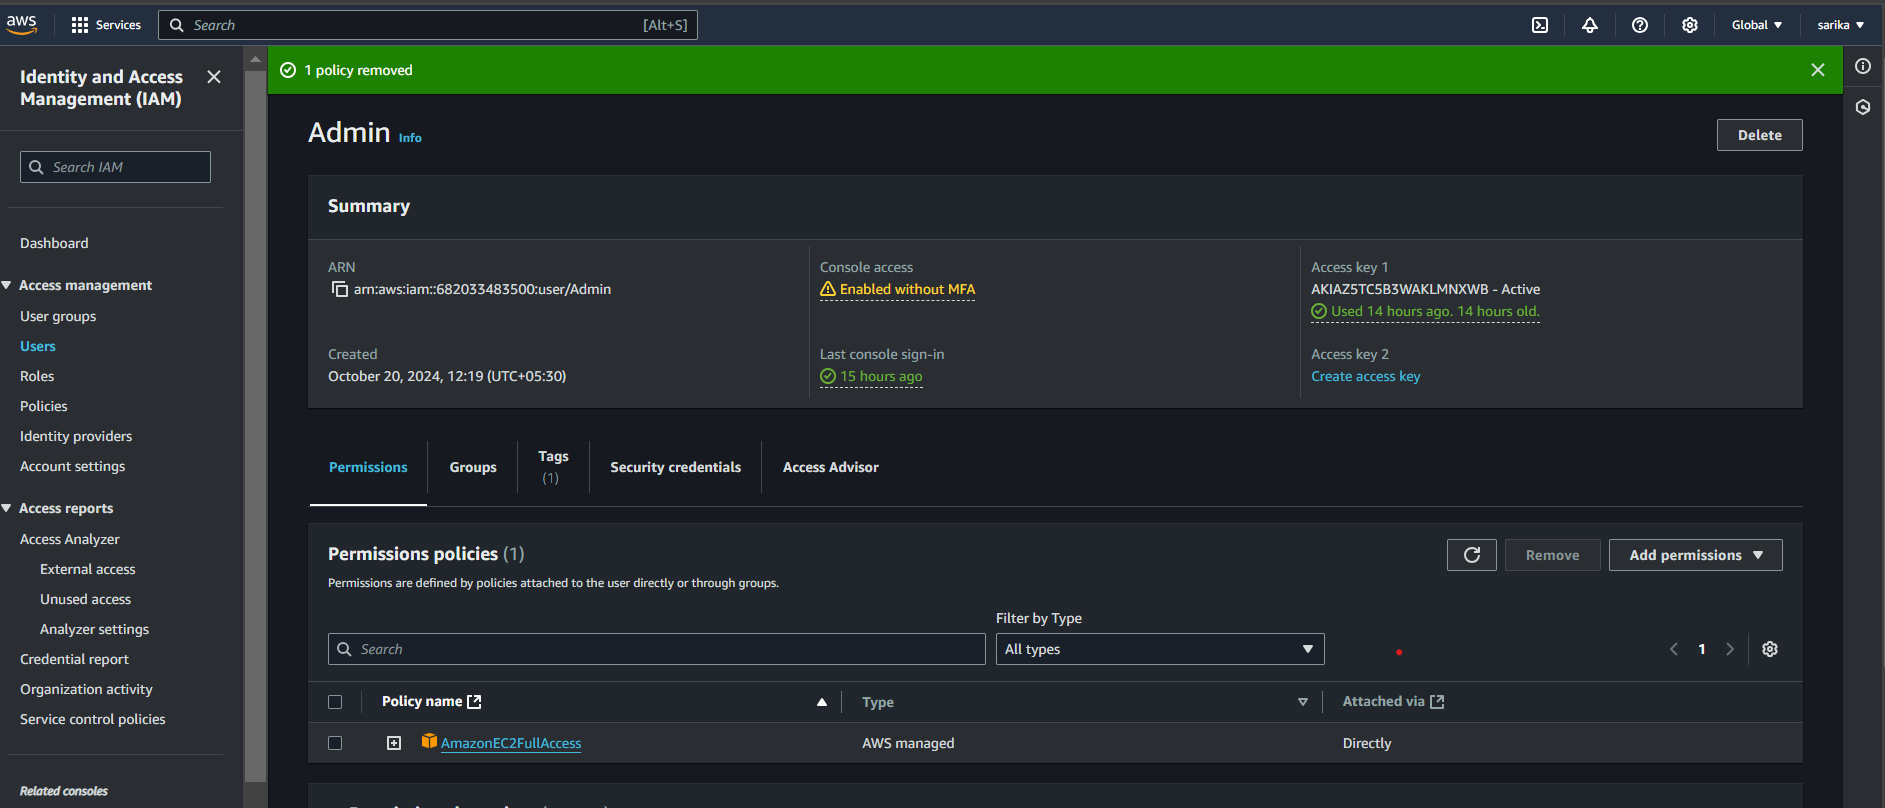 aws
Services
Search
[Alt+S]
Global
sarika
Identity and Access
Management (IAM)
Search IAM
Dashboard
Access management
User groups
Users
Roles
Policies
Identity providers
Account settings
Access reports
Access Analyzer
External access
Unused access
Analyzer settings
Credential report
Organization activity
Service control policies
Related consoles
1 policy removed
Admin Info
Delete
Summary
ARN
arn:aws:iam::682033483500:user/Admin
Console access
Enabled without MFA
Access key 1
AKIAZ5TC5B3WAKLMNXWB - Active
Used 14 hours ago. 14 hours old.
Created
October 20, 2024, 12:19 (UTC+05:30)
Last console sign-in
15 hours ago
Access key 2
Create access key
Permissions
Groups
Tags
(1)
Security credentials
Access Advisor
Permissions policies (1)
Permissions are defined by policies attached to the user directly or through groups.
Remove
Add permissions
Filter by Type
Search
All types
1
Policy name
Type
Attached via
AmazonEC2FullAccess
AWS managed
Directly